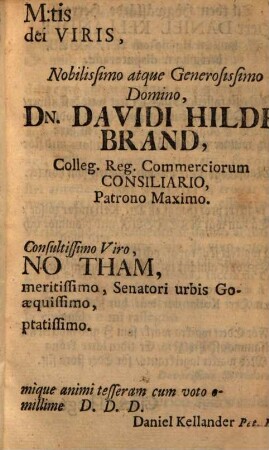 M:tis
dei VIRIS,
Nobilissimo atque Generosissimo
Domino,
DN. DAVIDI HILDE
BRAND,
Colleg. Reg. Commerciorum
CONSILIARIO,
Patrono Maximo.
Consultissimo Viro,
NO THAM,
meritissimo, Senatori urbis Go-
æquissimo,
ptatissimo.
mique animi tesseram cum voto o-
millime D. D. D.
Daniel Kellander Pet.